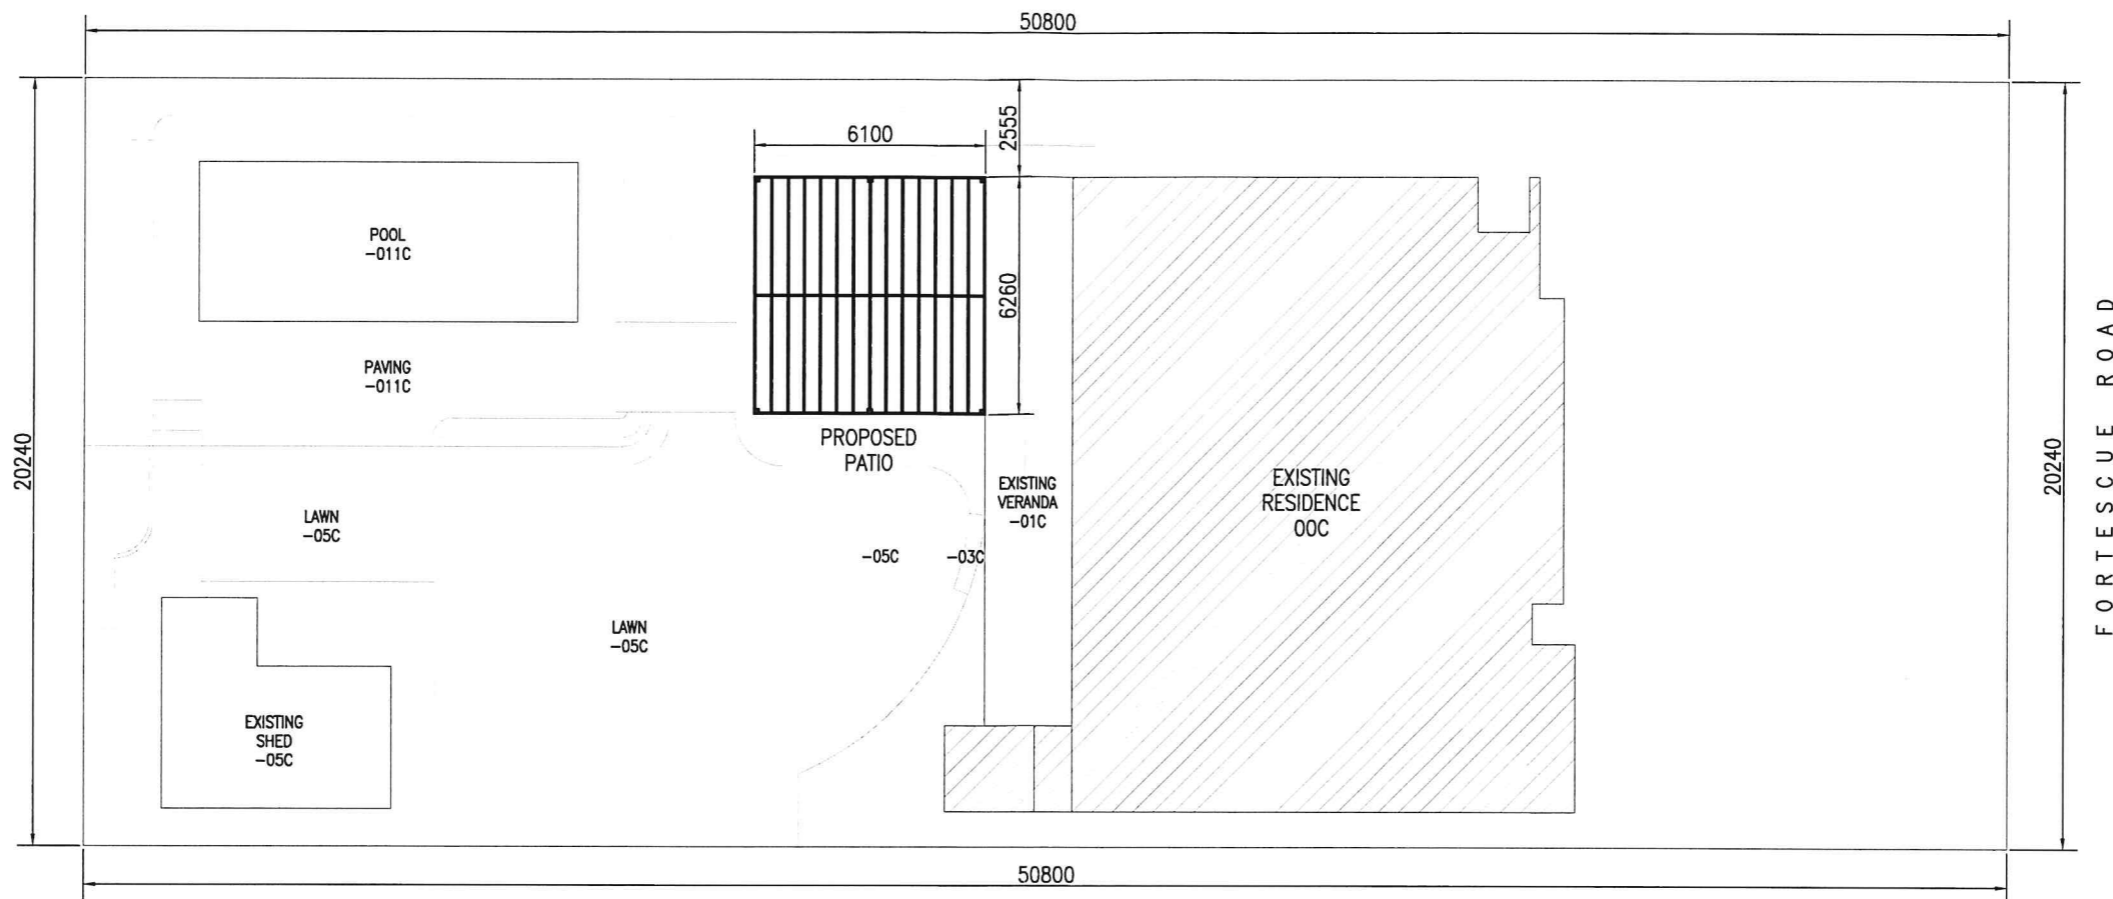 50800
2555
6100
POOL
-011C
6260
PAVING
-011C
FORTESCUE ROAD
20240
PROPOSED
PATIO
20240
EXISTING
VERANDA
-01C
EXISTING
RESIDENCE
00C
LAWN
-05C
-05C
-03C
LAWN
-05C
EXISTING
SHED
-05C
50800